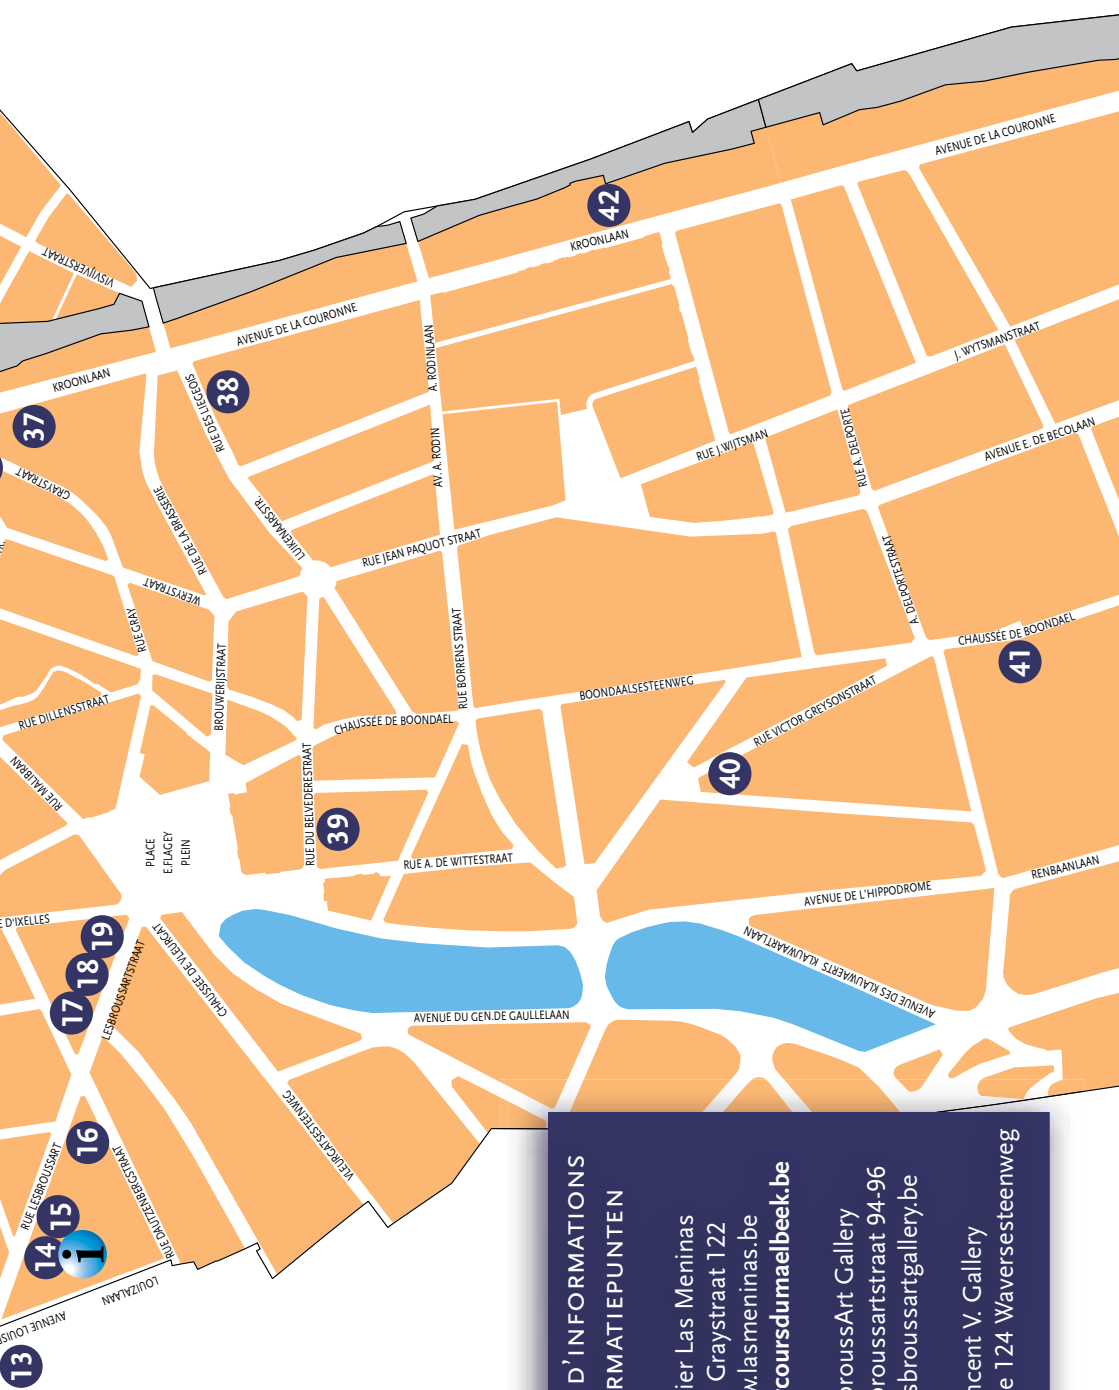 VISVIJVERSTRAAT
AVENUE DE LA COURONNE
KROONLAAN
42
AVENUE DE LA COURONNE
KROONLAAN
37
38
RUE DES LIEGEOIS
A. RODINLAAN
AV. A. RODIN
J. WYTSMANSTRAAT
RUE J.WIJTSMAN
RUE A. DELPORTE
AVENUE E. DE BECOLAAN
GRAYSTRAAT
RUE DE LA BRASSERIE
LUIKENAARSSTR.
RUE JEAN PAQUOT STRAAT
WERYSTRAAT
RUE GRAY
A. DELPORTESTRAAT
CHAUSSÉE DE BOONDAEL
41
BROUWERIJSTRAAT
RUE BORRENS STRAAT
BOONDAALSESTEENWEG
RUE VICTOR GREYSONSTRAAT
RUE DILLENSSTRAAT
CHAUSSÉE DE BOONDAEL
RUE MALIBRAN
RUE DU BELVEDERESTRAAT
40
39
PLACE
E.FLAGEY
PLEIN
RUE A. DE WITTESTRAAT
AVENUE DE L'HIPPODROME
RENBAANLAAN
E D'IXELLES
19
18
17
LESBROUSSARTSTRAAT
CHAUSSÉE DE VLEURGAT
AVENUE DES KLAUWAERTS KLAUWAARTLAAN
AVENUE DU GEN.DE GAULLELAAN
VLEURGATSESTEENWEG
16
RUE LESBROUSSART
RUE DAUTZENBERGSTRAAT
15
14
i
LOUIZALAAN
AVENUE LOUISE
13
D'INFORMATIONS
RMATIEPUNTEN
ier Las Meninas
Graystraat 122
w.lasmeninas.be
rcoursdumaelbeek.be
proussArt Gallery
roussartstraat 94-96
sbroussartgallery.be
ncent V. Gallery
e 124 Waversesteenweg